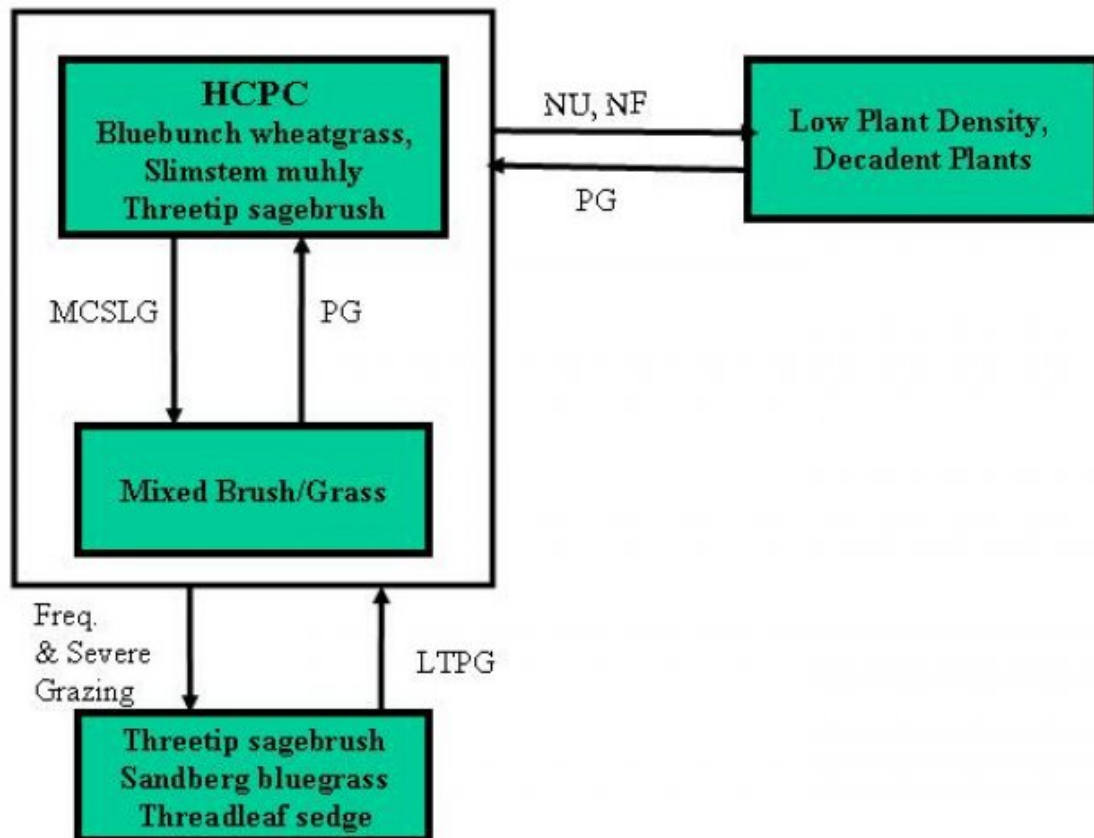 HCPC
Bluebunch wheatgrass,
Slimstem muhly
Threetip sagebrush
NU, NF
PG
Low Plant Density,
Decadent Plants
MCSLG
PG
Mixed Brush/Grass
Freq.
& Severe
Grazing
LTPG
Threetip sagebrush
Sandberg bluegrass
Threadleaf sedge